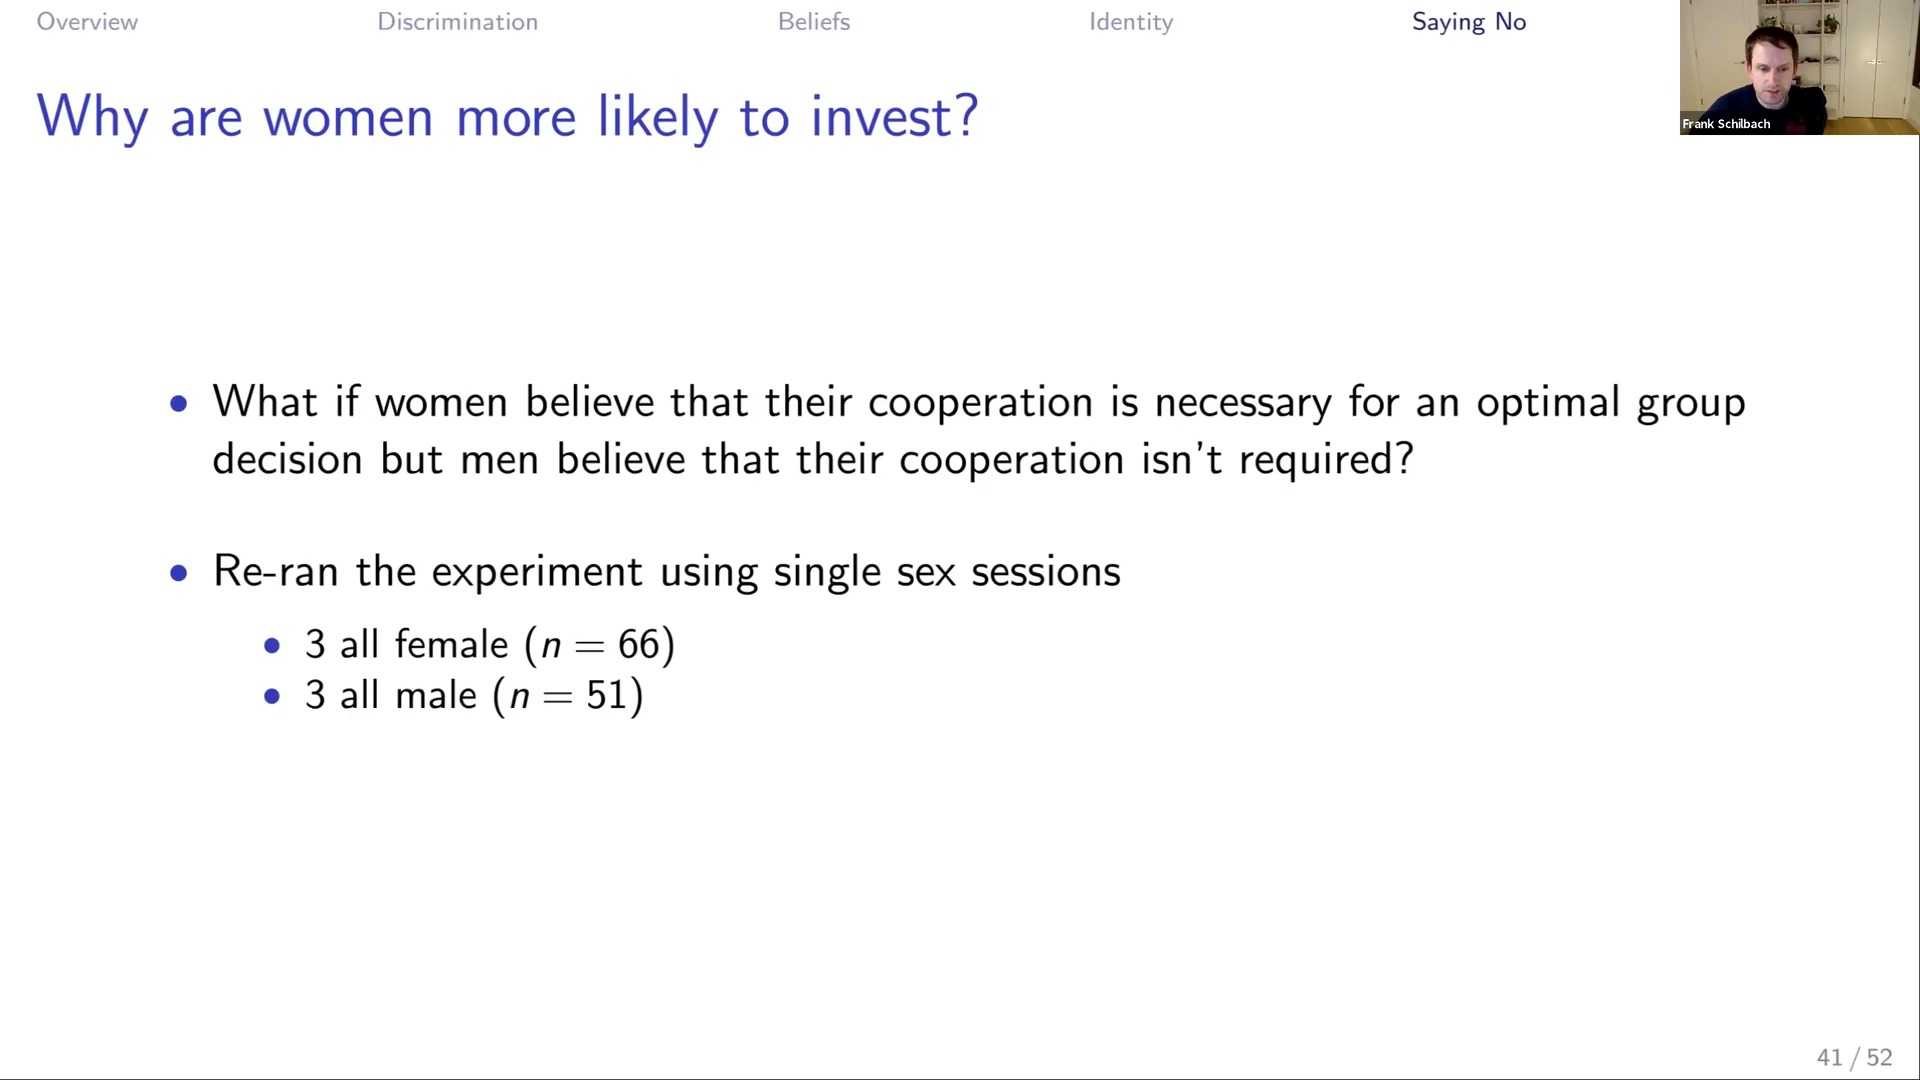 Overview Discrimination Beliefs Identity Saying No
Frank Schilbach
Why are women more likely to invest?
• What if women believe that their cooperation is necessary for an optimal group
decision but men believe that their cooperation isn't required?
• Re-ran the experiment using single sex sessions
• 3 all female (n = 66)
• 3 all male (n = 51)
41 / 52